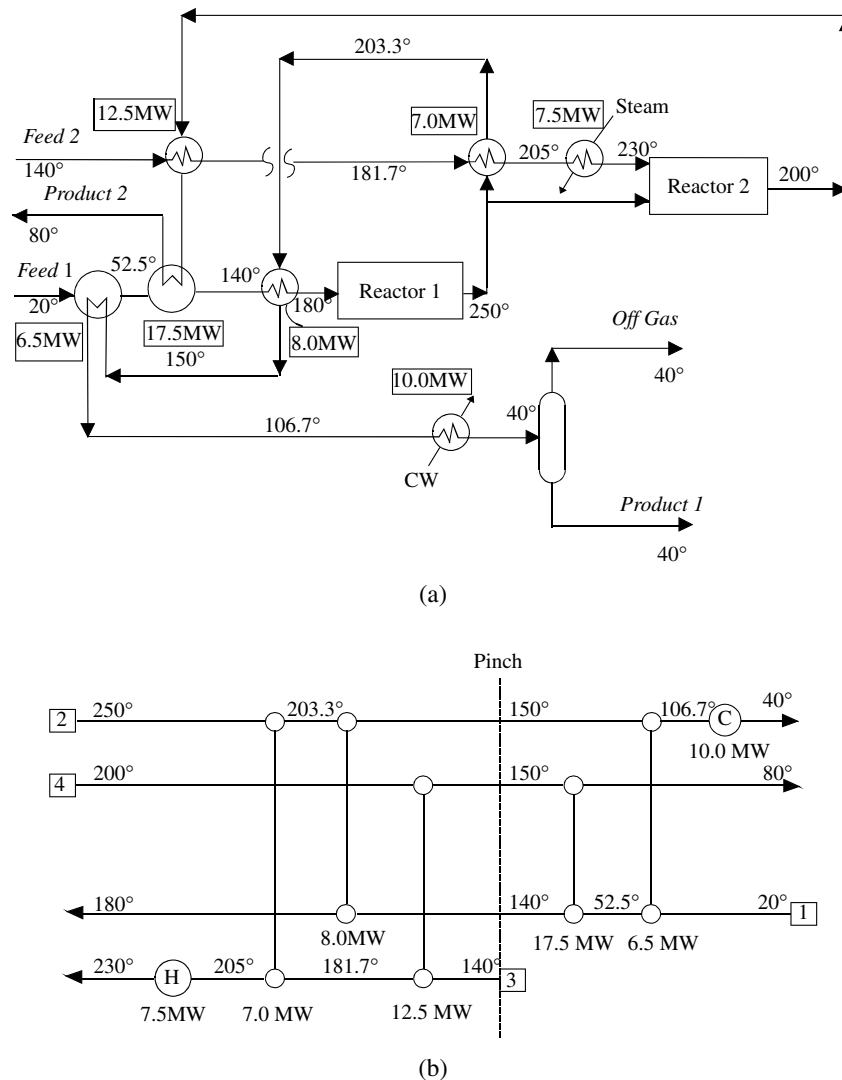 203.3°
12.5MW
7.0MW
7.5MW
Steam
Feed 2
140°
181.7°
205°
230°
Reactor 2
200°
Product 2
80°
Feed 1
20°
52.5°
140°
180°
Reactor 1
250°
6.5MW
17.5MW
8.0MW
150°
Off Gas
40°
10.0MW
106.7°
40°
CW
Product 1
40°
(a)
Pinch
2
250°
203.3°
150°
106.7°
C
40°
10.0 MW
4
200°
150°
80°
180°
140°
52.5°
20°
1
8.0MW
17.5 MW
6.5 MW
230°
H
205°
181.7°
140°
3
7.5MW
7.0 MW
12.5 MW
(b)